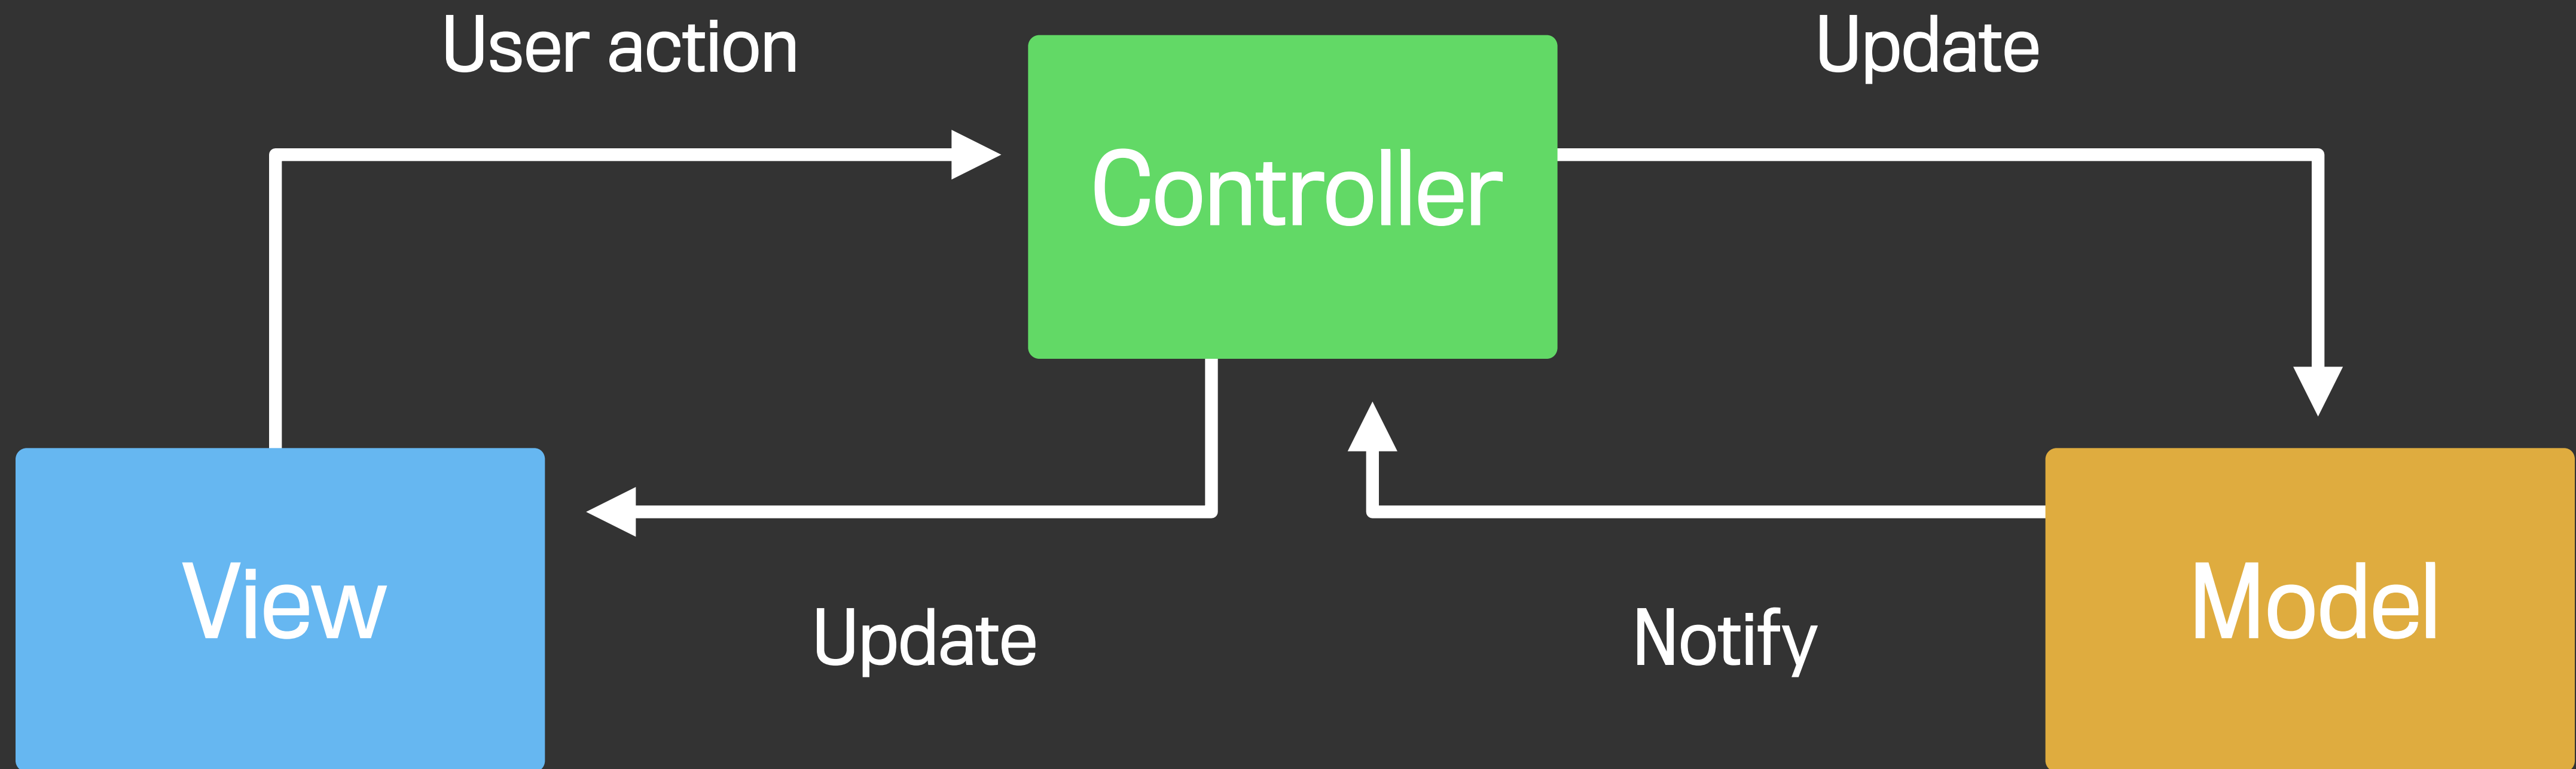 User action
Update
Controller
View
Update
Notify
Model